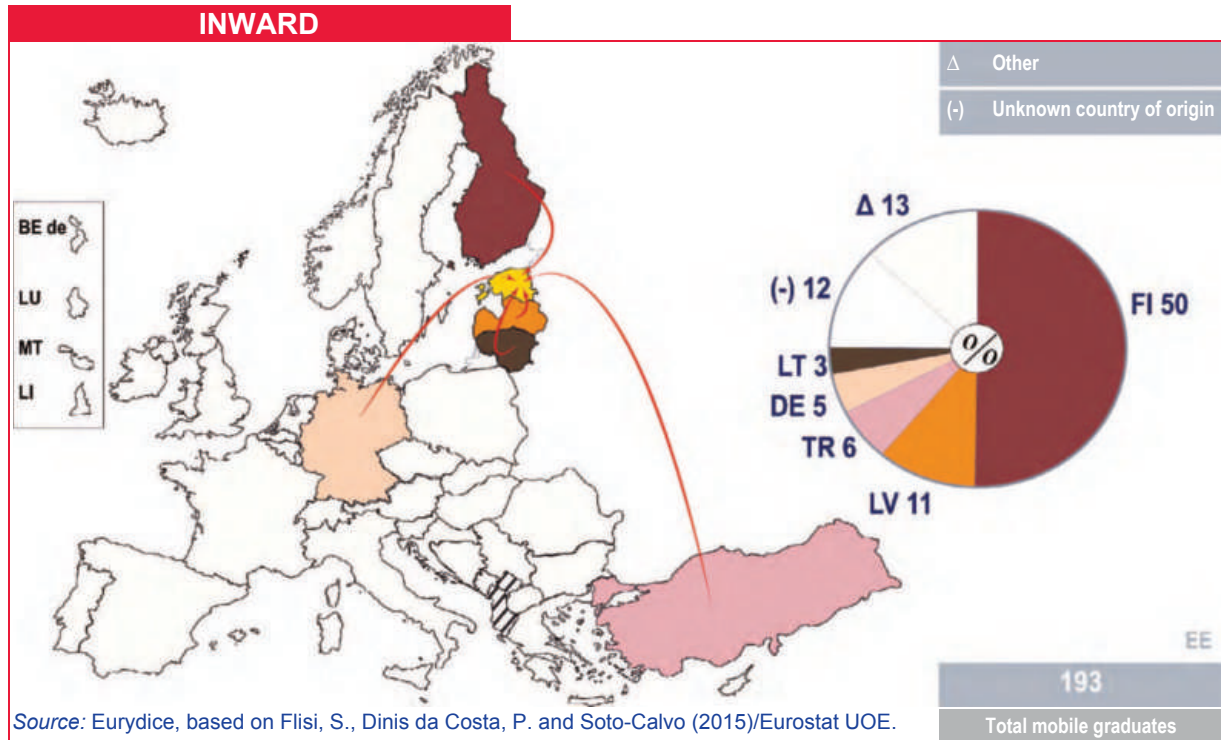 INWARD
Δ Other
(-) Unknown country of origin
BE de
LU
MT
LI
Δ 13
(-) 12
FI 50
%
LT 3
DE 5
TR 6
LV 11
EE
193
Total mobile graduates
Source: Eurydice, based on Flisi, S., Dinis da Costa, P. and Soto-Calvo (2015)/Eurostat UOE.